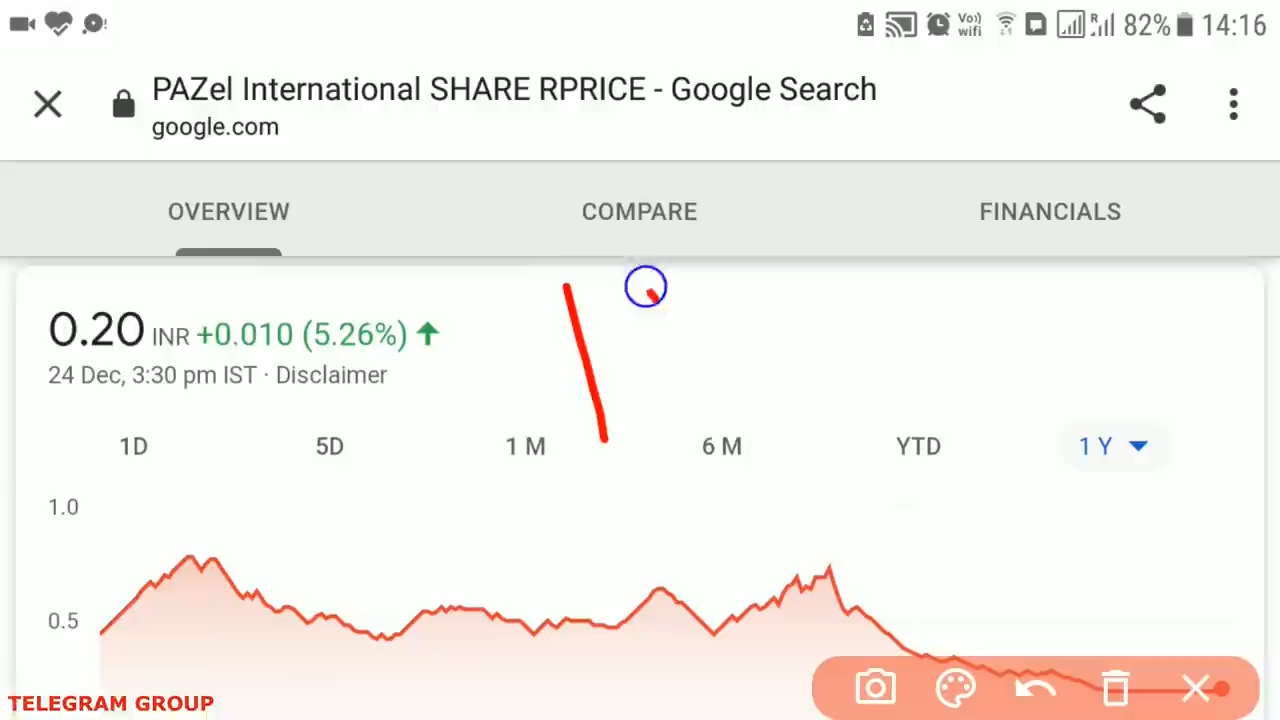 Vo))
wifi
R
82%
14:16
PAZel International SHARE RPRICE - Google Search
google.com
OVERVIEW
COMPARE
FINANCIALS
0.20 INR +0.010 (5.26%)
24 Dec, 3:30 pm IST · Disclaimer
1D
5D
1 M
6 M
YTD
1 Y
1.0
0.5
TELEGRAM GROUP